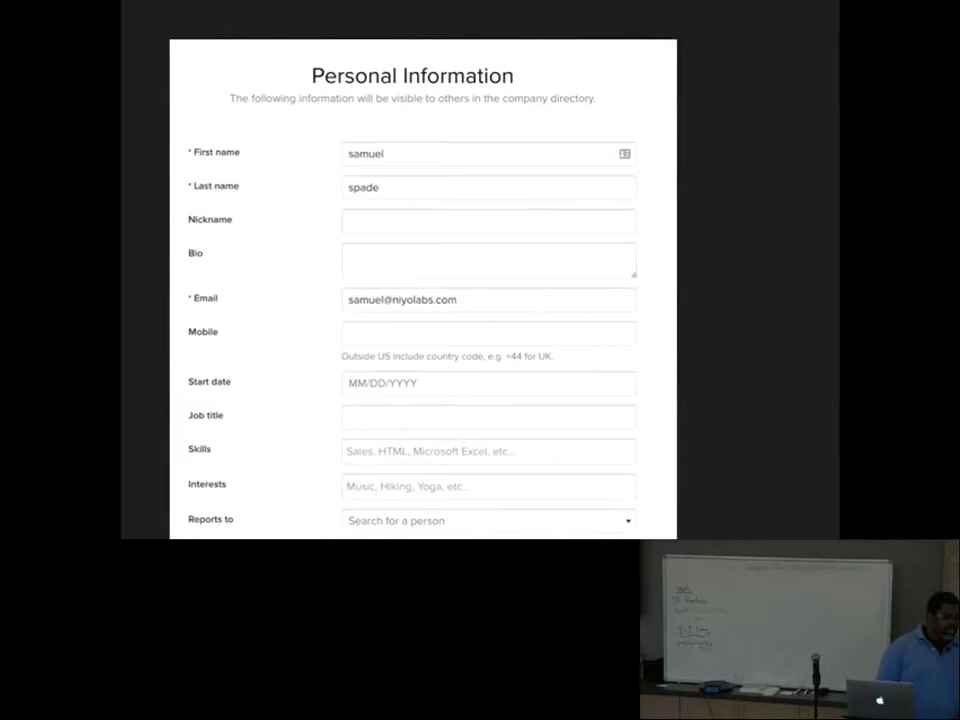 Personal Information
The following information will be visible to others in the company directory.
* First name
samuel
* Last name
spade
Nickname
Bio
* Email
samuel@niyolabs.com
Mobile
Outside US include country code, e.g. +44 for UK.
Start date
MM/DD/YYYY
Job title
Skills
Sales, HTML, Microsoft Excel, etc...
Interests
Music, Hiking, Yoga, etc...
Reports to
Search for a person